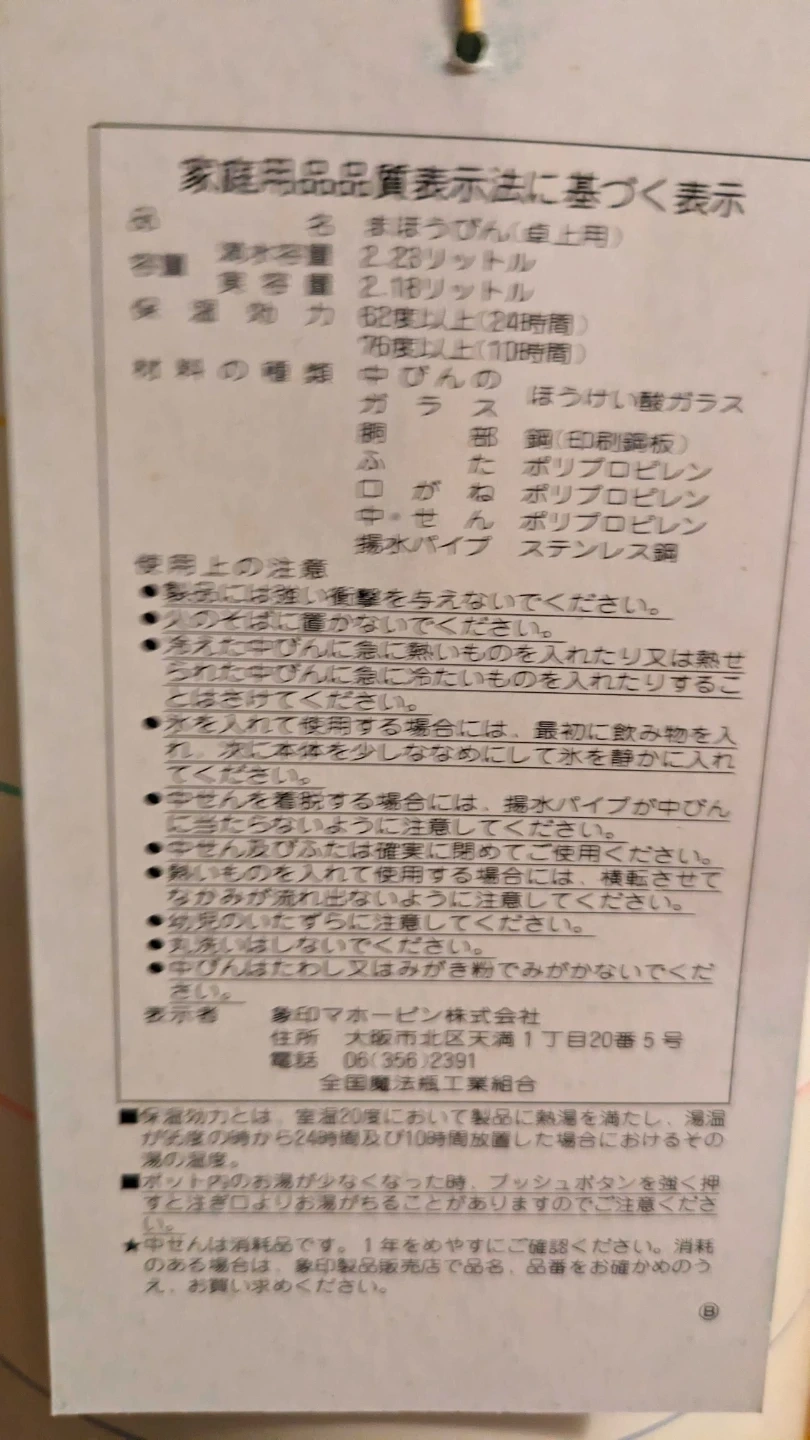 家庭用品品質表示法に基づく表示
品名 まほうびん(卓上用)
容量 満水容量 2.23リットル
実容量 2.18リットル
保温効力 62度以上(24時間)
76度以上(10時間)
材料の種類 中びんの
ガラス ほうけい酸ガラス
胴部 鋼(印刷鋼板)
ふた ポリプロピレン
口がね ポリプロピレン
中せん ポリプロピレン
揚水パイプ ステンレス鋼
使用上の注意
●製品には強い衝撃を与えないでください。
●火のそばに置かないでください。
●冷えた中びんに急に熱いものを入れたり又は熱せ
られた中びんに急に冷たいものを入れたりするこ
とはさけてください。
●氷を入れて使用する場合には、最初に飲み物を入
れ、次に本体を少しななめにして氷を静かに入れ
てください。
●中せんを着脱する場合には、揚水パイプが中びん
に当たらないように注意してください。
●中せん及びふたは確実に閉めてご使用ください。
●熱いものを入れて使用する場合には、横転させて
なかみが流れ出ないように注意してください。
●幼児のいたずらに注意してください。
●丸洗いはしないでください。
●中びんはたわし又はみがき粉でみがかないでくだ
さい。
表示者 象印マホービン株式会社
住所 大阪市北区天満1丁目20番5号
電話 06(356)2391
全国魔法瓶工業組合
■保温効力とは、室温20度において製品に熱湯を満たし、湯温
が 度の時から24時間及び10時間放置した場合におけるその
湯の温度。
■ポット内のお湯が少なくなった時、プッシュボタンを強く押
すと注ぎ口よりお湯がちることがありますのでご注意くださ
い。
★中せんは消耗品です。1年をめやすにご確認ください。消耗
のある場合は、象印製品販売店で品名、品番をお確かめのう
え、お買い求めください。
Ⓑ